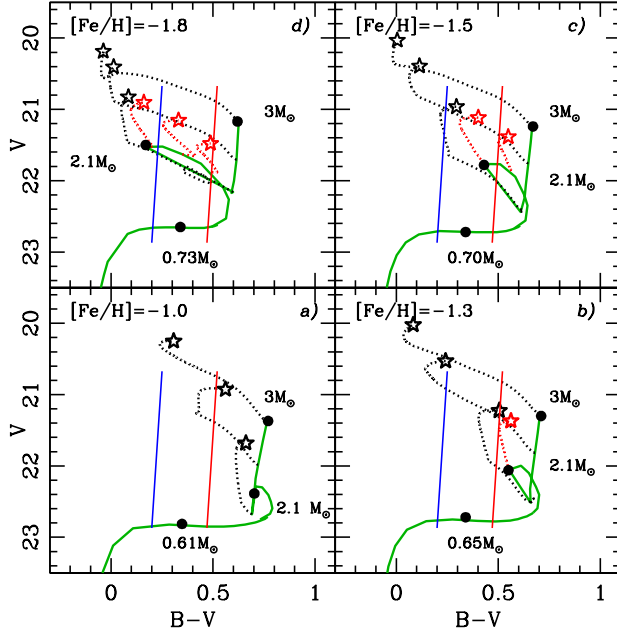 [Fe/H]=−1.8 d)
3M⊙
2.1M⊙
0.73M⊙
20
21
22
23
V
[Fe/H]=−1.5 c)
3M⊙
2.1M⊙
0.70M⊙
[Fe/H]=−1.0 a)
3M⊙
2.1 M⊙
0.61M⊙
20
21
22
23
V
0 0.5 1
B−V
[Fe/H]=−1.3 b)
3M⊙
2.1M⊙
0.65M⊙
0 0.5 1
B−V